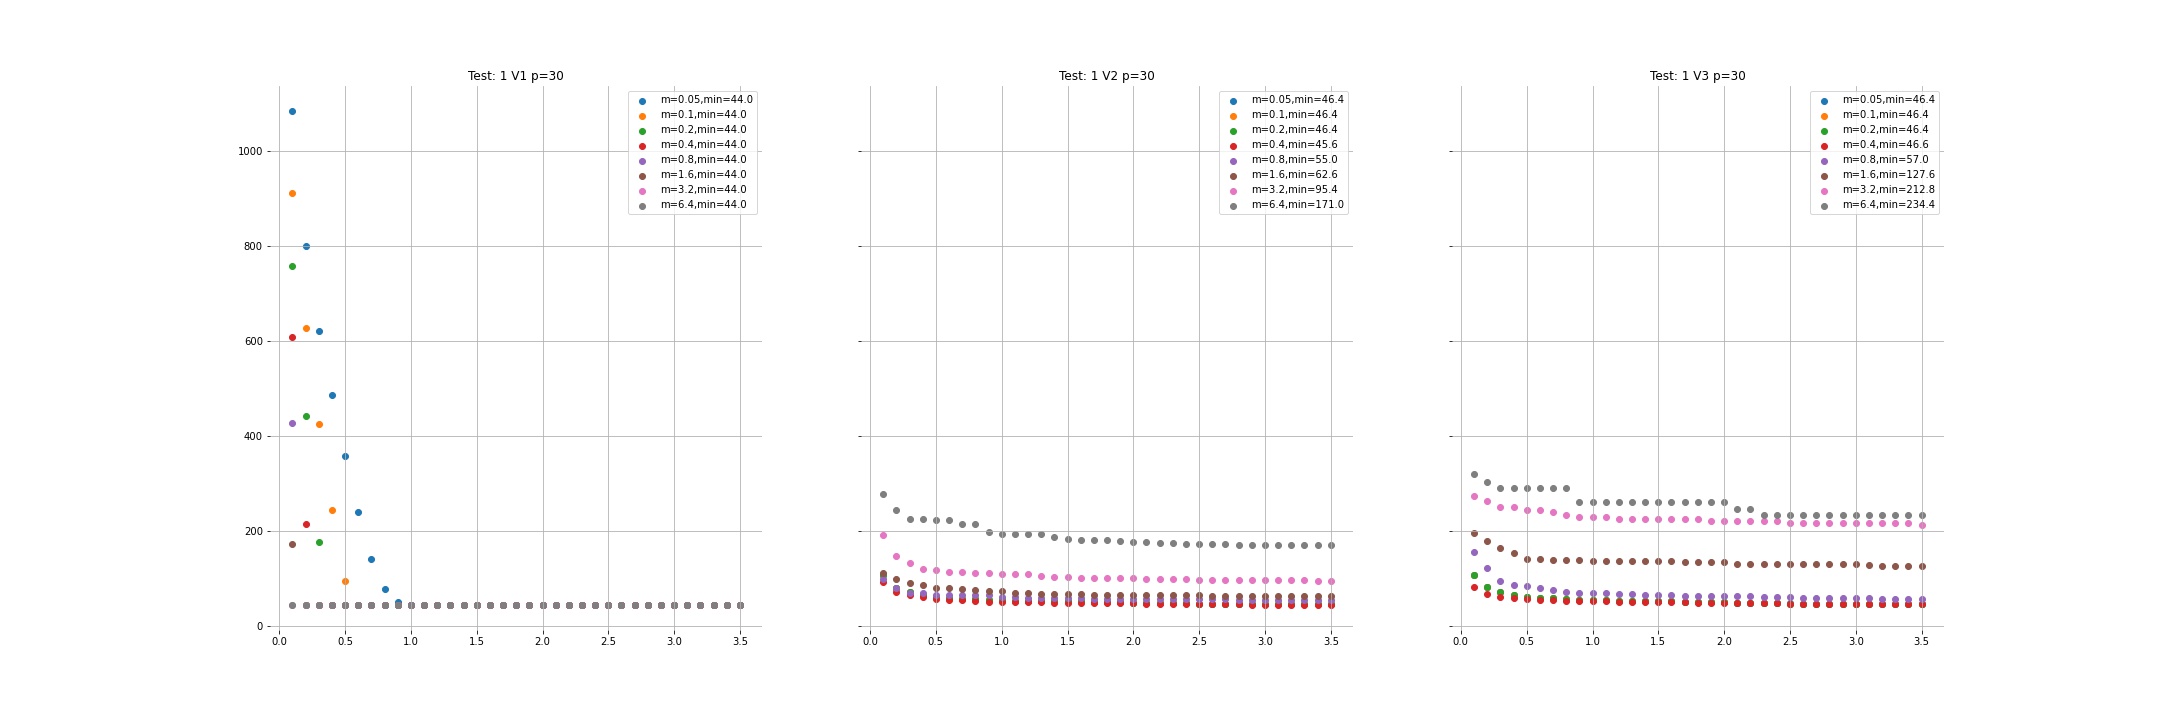 Test: 1 V1 p=30
m=0.05,min=44.0
m=0.1,min=44.0
m=0.2,min=44.0
m=0.4,min=44.0
m=0.8,min=44.0
m=1.6,min=44.0
m=3.2,min=44.0
m=6.4,min=44.0
1000
800
600
400
200
0
0.0 0.5 1.0 1.5 2.0 2.5 3.0 3.5
Test: 1 V2 p=30
m=0.05,min=46.4
m=0.1,min=46.4
m=0.2,min=46.4
m=0.4,min=45.6
m=0.8,min=55.0
m=1.6,min=62.6
m=3.2,min=95.4
m=6.4,min=171.0
0.0 0.5 1.0 1.5 2.0 2.5 3.0 3.5
Test: 1 V3 p=30
m=0.05,min=46.4
m=0.1,min=46.4
m=0.2,min=46.4
m=0.4,min=46.6
m=0.8,min=57.0
m=1.6,min=127.6
m=3.2,min=212.8
m=6.4,min=234.4
0.0 0.5 1.0 1.5 2.0 2.5 3.0 3.5